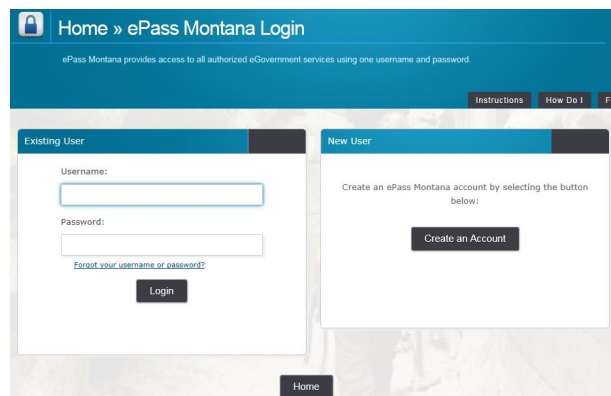 Home » ePass Montana Login
ePass Montana provides access to all authorized eGovernment services using one username and password.
Instructions
How Do I
F
Existing User
Username:
Password:
Forgot your username or password?
Login
New User
Create an ePass Montana account by selecting the button
below:
Create an Account
Home